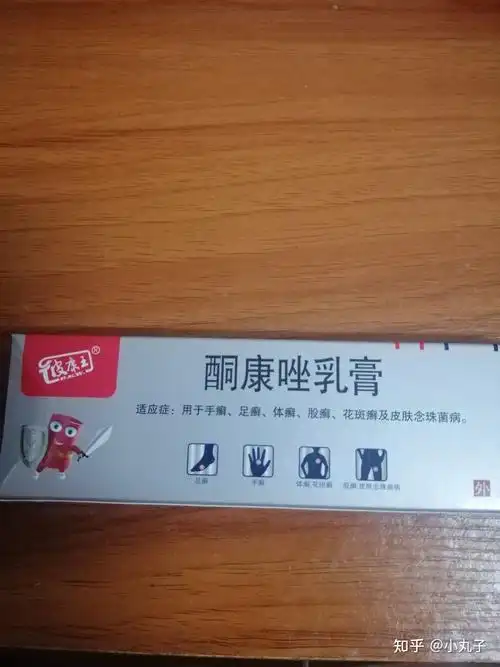 皮康王®
酮康唑乳膏
适应症：用于手癣、足癣、体癣、股癣、花斑癣及皮肤念珠菌病。
足癣 手癣 体癣,花斑癣 股癣,皮肤念珠菌病
外
知乎 @小丸子